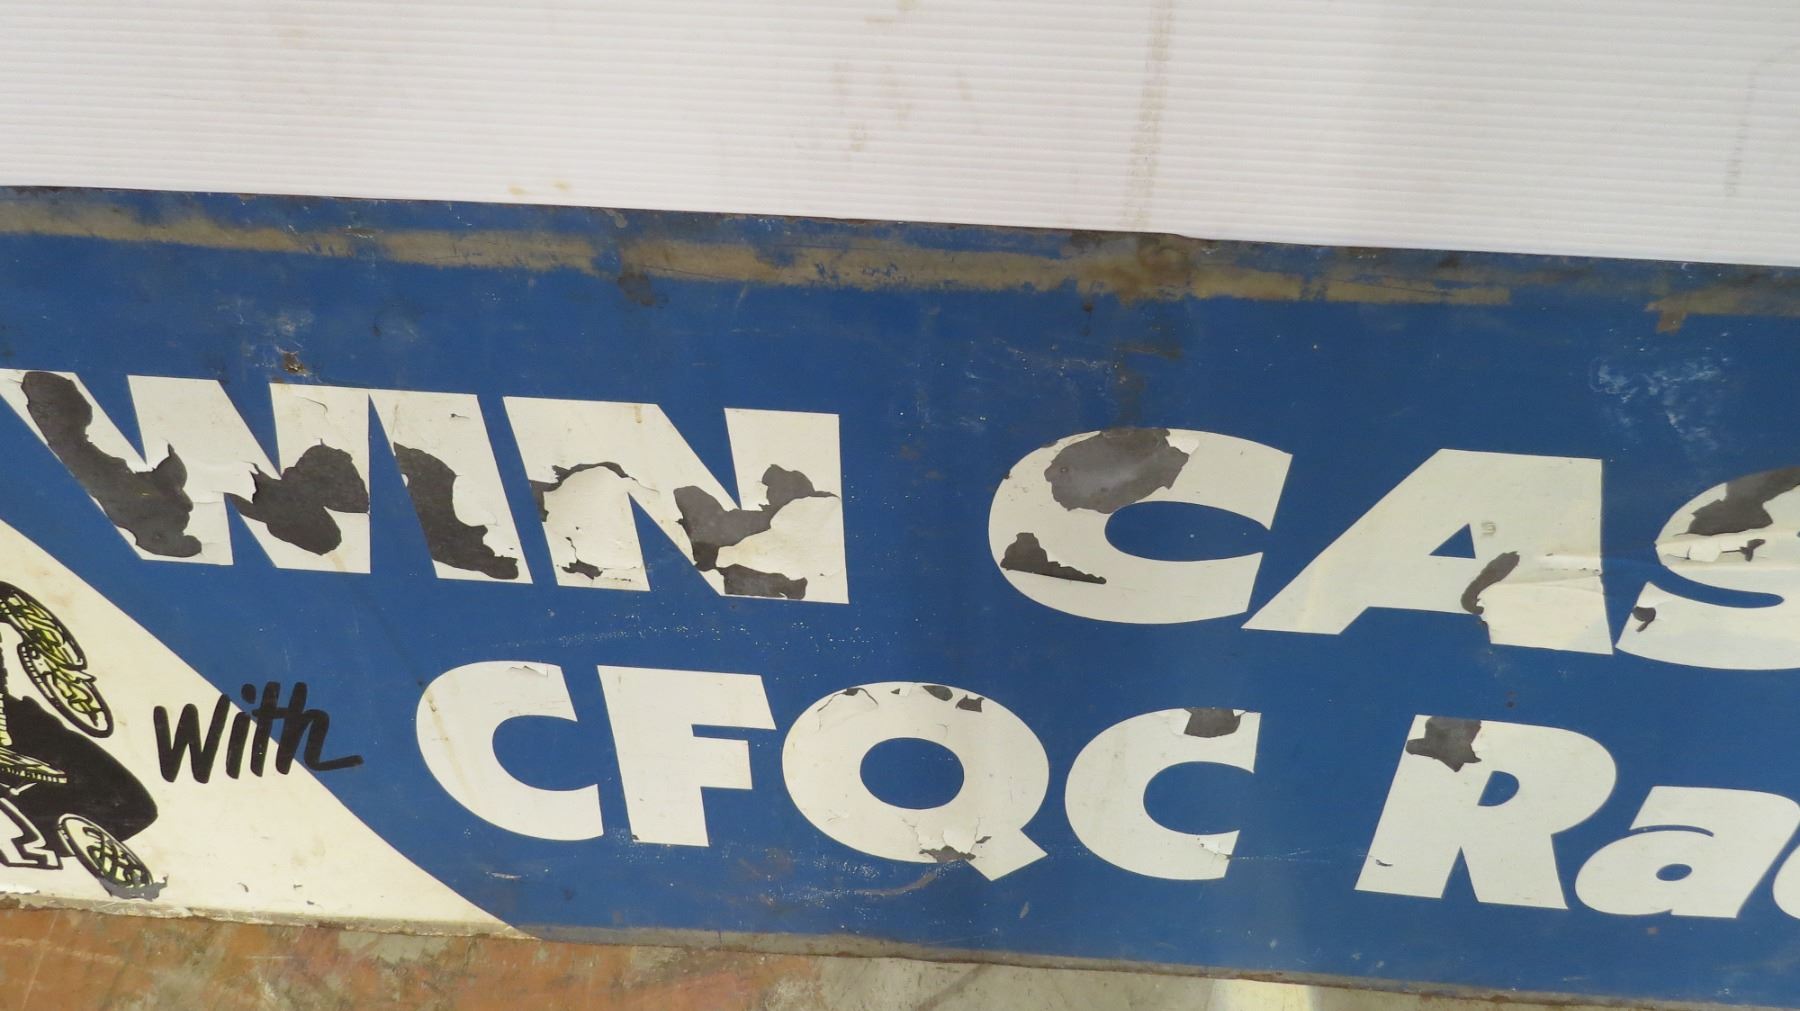 WIN CAS
with CFQC Ra